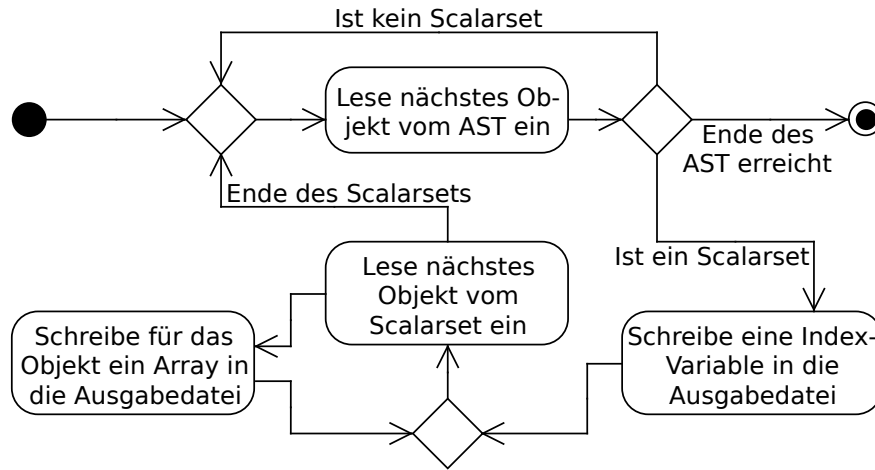 Ist kein Scalarset
Lese nächstes Ob-
jekt vom AST ein
Ende des
AST erreicht
Ende des Scalarsets
Ist ein Scalarset
Lese nächstes
Objekt vom
Scalarset ein
Schreibe für das
Objekt ein Array in
die Ausgabedatei
Schreibe eine Index-
Variable in die
Ausgabedatei